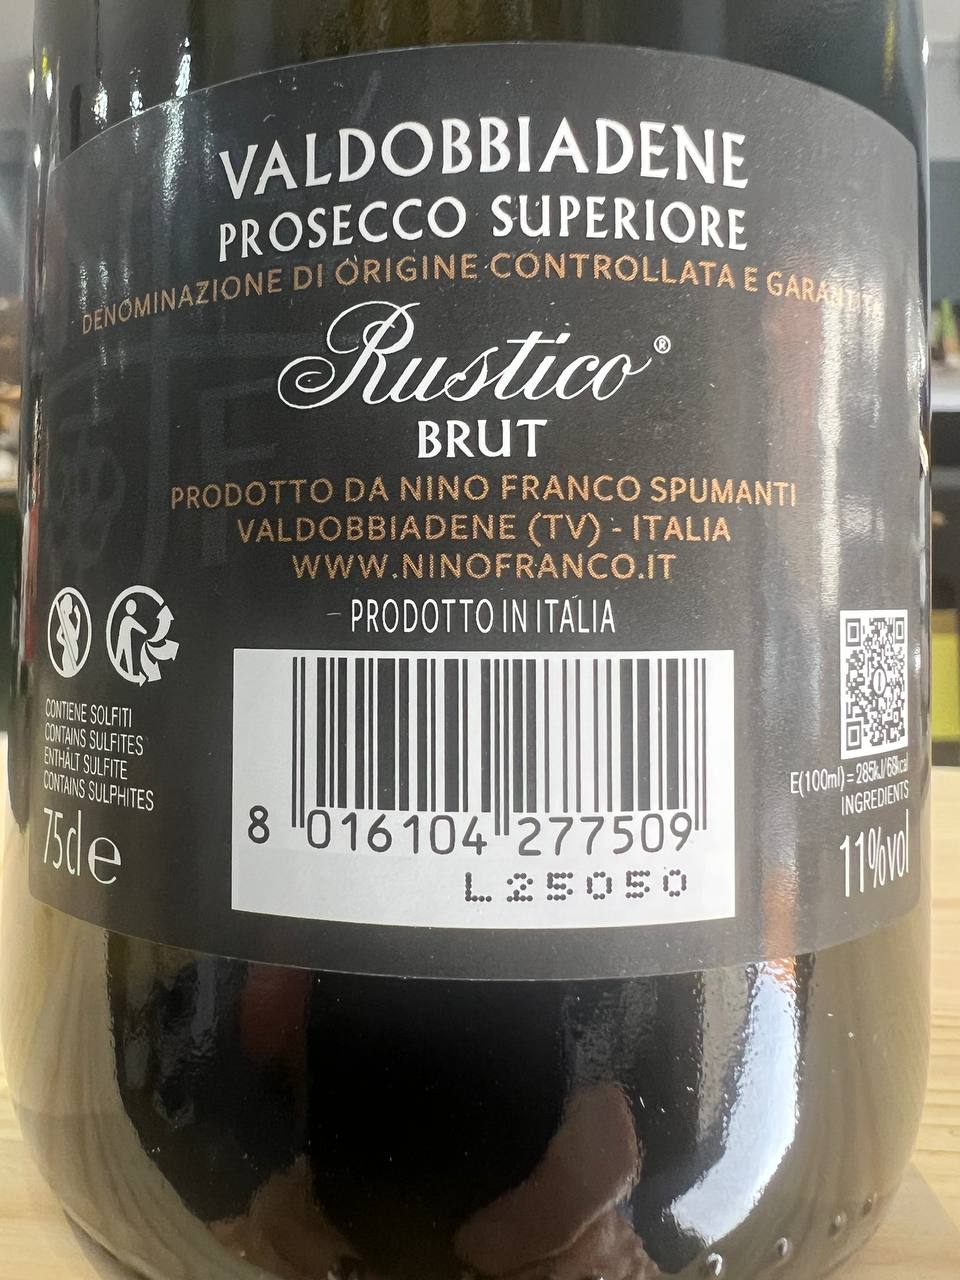 VALDOBBIADENE
PROSECCO SUPERIORE
DENOMINAZIONE DI ORIGINE CONTROLLATA E GARANTITA
Rustico®
BRUT
PRODOTTO DA NINO FRANCO SPUMANTI
VALDOBBIADENE (TV) - ITALIA
WWW.NINOFRANCO.IT
PRODOTTO IN ITALIA
CONTIENE SOLFITI
CONTAINS SULFITES
ENTHÄLT SULFITE
CONTAINS SULPHITES
75cl e
8 016104 277509
L25050
E(100ml) = 285kJ/68kcal
INGREDIENTS
11%vol